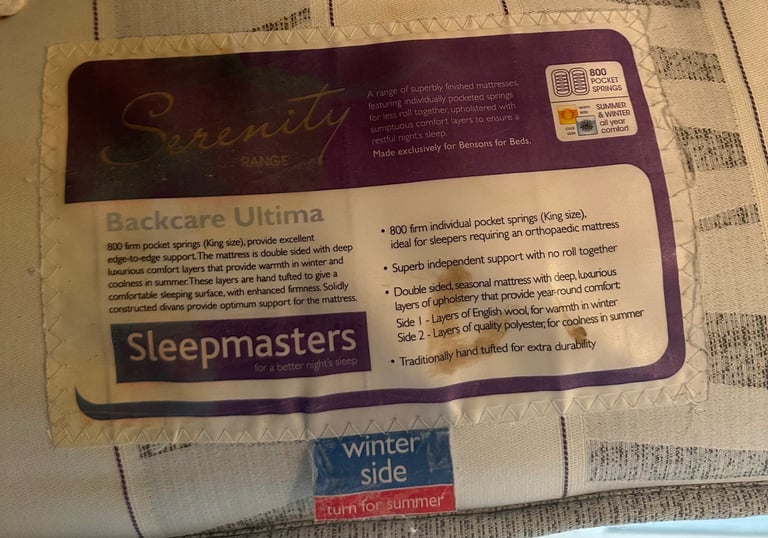 Serenity
RANGE
A range of superbly finished mattresses,
featuring individually pocketed springs
for less roll together, upholstered with
sumptuous comfort layers to ensure a
restful night's sleep.
Made exclusively for Bensons for Beds.
800
POCKET
SPRINGS
SUMMER
& WINTER
all year
comfort
Backcare Ultima
800 firm pocket springs (King size), provide excellent
edge-to-edge support. The mattress is double sided with deep
luxurious comfort layers that provide warmth in winter and
coolness in summer. These layers are hand tufted to give a
comfortable sleeping surface, with enhanced firmness. Solidly
constructed divans provide optimum support for the mattress.
Sleepmasters
for a better night's sleep
• 800 firm individual pocket springs (King size),
ideal for sleepers requiring an orthopaedic mattress
• Superb independent support with no roll together
• Double sided, seasonal mattress with deep, luxurious
layers of upholstery that provide year-round comfort:
Side 1 - Layers of English wool, for warmth in winter
Side 2 - Layers of quality polyester, for coolness in summer
• Traditionally hand tufted for extra durability
winter
side
turn for summer